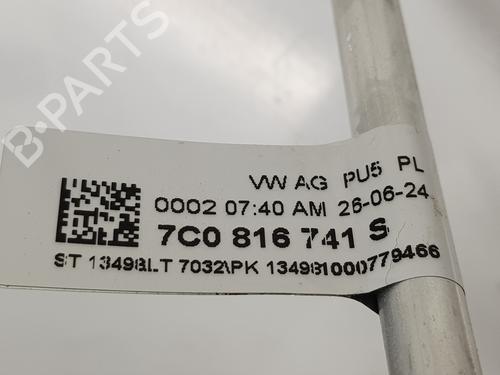 B-PARTS
VW AG PU5 PL
0002 07:40 AM 26-06-24
7C0 816 741 S
ST 13498LT 7032\PK 134981000779466